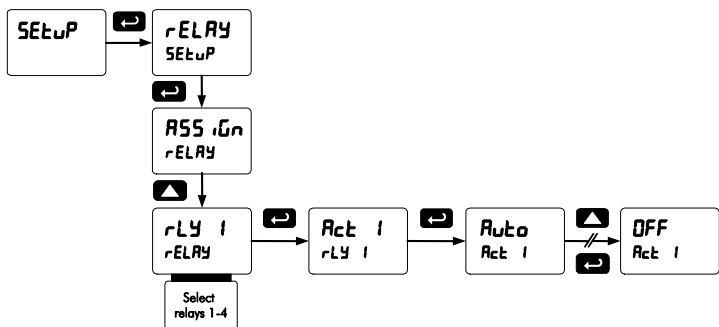 SEtuP
rELAY
SEtuP
ASSiGn
rELAY
rLY 1
rELAY
Act 1
rLY 1
Auto
Act 1
OFF
Act 1
Select
relays 1-4